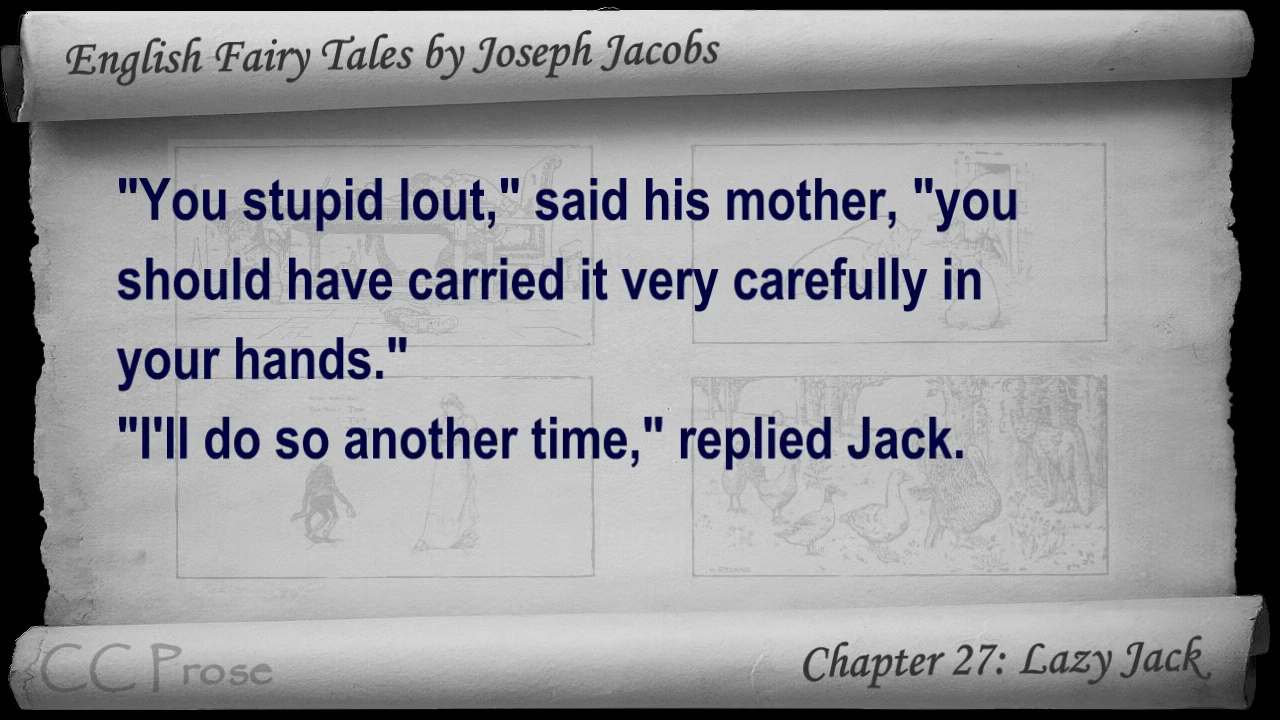 English Fairy Tales by Joseph Jacobs
"You stupid lout," said his mother, "you
should have carried it very carefully in
your hands."
"I'll do so another time," replied Jack.
CC Prose
Chapter 27: Lazy Jack